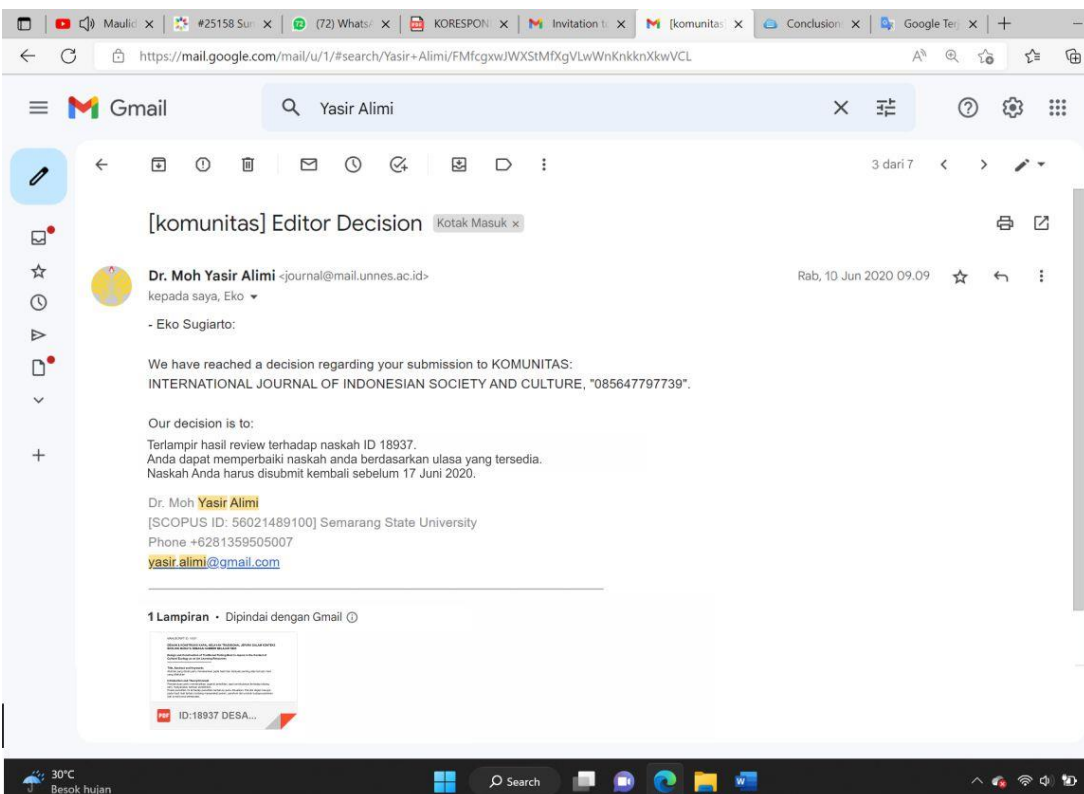 Maulid
#25158 Sur
(72) Whats
KORESPON
Invitation t
[komunitas
Conclusion
Google Ter
https://mail.google.com/mail/u/1/#search/Yasir+Alimi/FMfcgxwJWXStMfXgVLwWnKnkknXkwVCL
Gmail
Yasir Alimi
3 dari 7
[komunitas] Editor Decision Kotak Masuk x
Dr. Moh Yasir Alimi <journal@mail.unnes.ac.id>
Rab, 10 Jun 2020 09.09
kepada saya, Eko
- Eko Sugiarto:
We have reached a decision regarding your submission to KOMUNITAS:
INTERNATIONAL JOURNAL OF INDONESIAN SOCIETY AND CULTURE, "085647797739".
Our decision is to:
Terlampir hasil review terhadap naskah ID 18937.
Anda dapat memperbaiki naskah anda berdasarkan ulasa yang tersedia.
Naskah Anda harus disubmit kembali sebelum 17 Juni 2020.
Dr. Moh Yasir Alimi
[SCOPUS ID: 56021489100] Semarang State University
Phone +6281359505007
yasir.alimi@gmail.com
1 Lampiran • Dipindai dengan Gmail
PDF ID:18937 DESA...
30°C
Besok hujan
Search